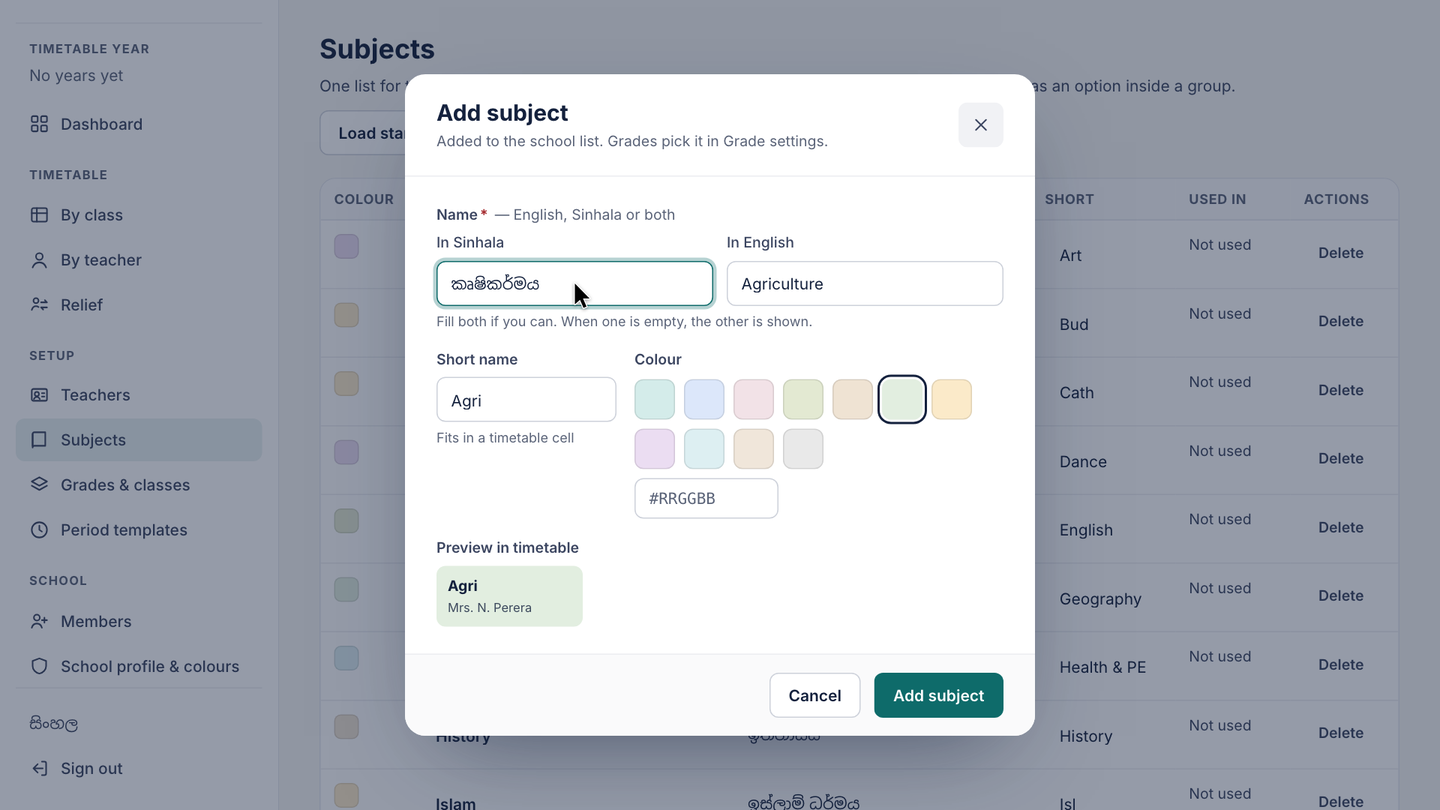 TIMETABLE YEAR
No years yet
Dashboard
TIMETABLE
By class
By teacher
Relief
SETUP
Teachers
Subjects
Grades & classes
Period templates
SCHOOL
Members
School profile & colours
සිංහල
Sign out
Subjects
One list for
as an option inside a group.
Load star
COLOUR
SHORT
USED IN
ACTIONS
Art
Not used
Delete
Bud
Not used
Delete
Cath
Not used
Delete
Dance
Not used
Delete
English
Not used
Delete
Geography
Not used
Delete
Health & PE
Not used
Delete
History
History
Not used
Delete
Islam
ඉස්ලාම් ධර්මය
Isl
Not used
Delete
Add subject
Added to the school list. Grades pick it in Grade settings.
Name * — English, Sinhala or both
In Sinhala
In English
කෘෂිකර්මය
Agriculture
Fill both if you can. When one is empty, the other is shown.
Short name
Colour
Agri
Fits in a timetable cell
#RRGGBB
Preview in timetable
Agri
Mrs. N. Perera
Cancel
Add subject